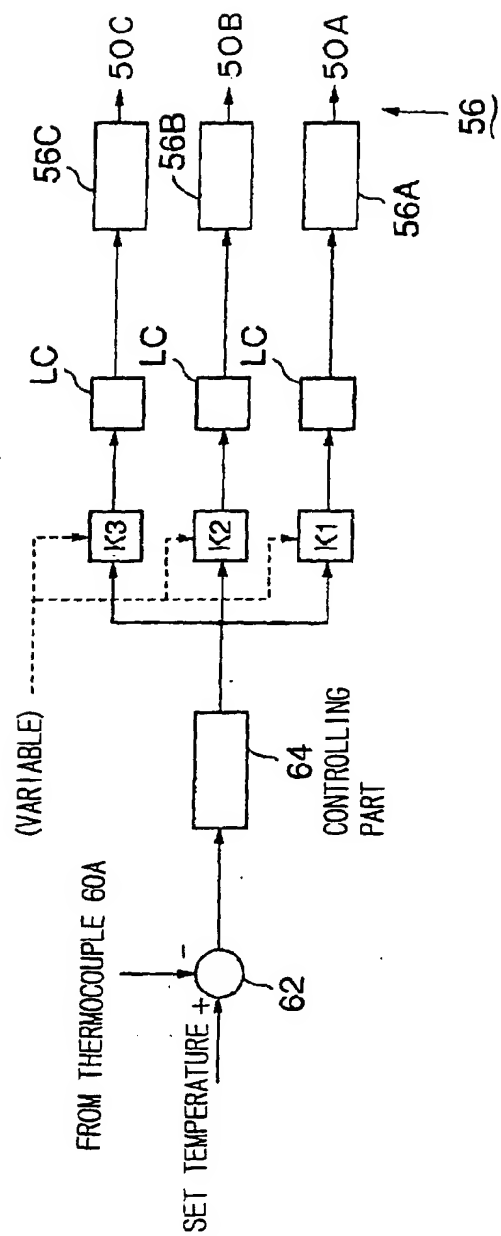 FROM THERMOCOUPLE 60A
SET TEMPERATURE
+
-
62
64
CONTROLLING
PART
(VARIABLE)
K3
K2
K1
LC
LC
LC
56C
56B
56A
50C
50B
50A
56